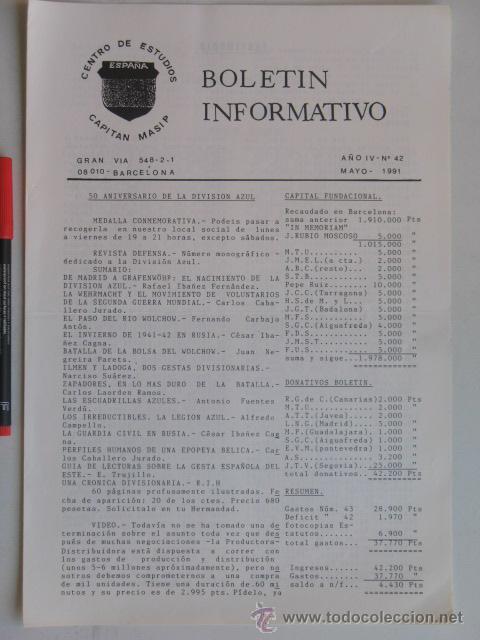 CENTRO DE ESTUDIOS
ESPAÑA
CAPITAN MASIP
BOLETIN
INFORMATIVO
GRAN VIA 548-2-1
08010-BARCELONA
AÑO IV-Nº 42
MAYO-1991
50 ANIVERSARIO DE LA DIVISION AZUL
MEDALLA CONMEMORATIVA.- Podeis pasar a
recogerla en nuestro local social de lunes
a viernes de 19 a 21 horas, excepto sábados.
REVISTA DEFENSA.- Número monográfico -
dedicado a la División Azul.
SUMARIO:
DE MADRID A GRAFENWÖHP: EL NACIMIENTO DE LA
DIVISION AZUL.- Rafael Ibáñez Fernández.
LA WEHRMACHT Y EL MOVIMIENTO DE VOLUNTARIOS
DE LA SEGUNDA GUERRA MUNDIAL.- Carlos Caba-
llero Jurado.
EL PASO DEL RIO WOLCHOW.- Fernando Carbajo
Antón.
EL INVIERNO DE 1941-42 EN RUSIA.- César Iba-
ñez Cagna.
BATALLA DE LA BOLSA DEL WOLCHOW.- Juan Ne-
greira Parets.
ILMEN Y LADOGA, DOS GESTAS DIVISIONARIAS.-
Narciso Suárez.
ZAPADORES, EN LO MAS DURO DE LA BATALLA.-
Carlos Laorden Ramos.
LAS ESCUADRILLAS AZULES.- Antonio Fuentes
Verdú.
LOS IRREDUCTIBLES. LA LEGION AZUL.- Alfredo
Campello.
LA GUARDIA CIVIL EN RUSIA.- César Ibáñez Cag
na.
PERFILES HUMANOS DE UNA EPOPEYA BELICA.- Car
los Caballero Jurado.
GUIA DE LECTURAS SOBRE LA GESTA ESPAÑOLA DEL
ESTE.- E. Trujillo.
UNA CRONICA DIVISIONARIA.- R.I.H
60 páginas profusamente ilustradas. Fe
cha de aparición: 20 de los ctes. Precio 680
pesetas. Solicitalo en tu Hermandad.
VIDEO.- Todavía no se ha tomado una de
terminación sobre el asunto toda vez que des
pués de muchas negociaciones -la Productora-
Distribuidora está dispuesta a correr con
los gastos de producción y distribución
(unos 5-6 millones apróximadamente), pero no
sotros debemos comprometernos a una compra
de mil unidades. Tiene una duración de 60 mi
nutos y su precio es de 2.995 pts. Pídelo, ya
CAPITAL FUNDACIONAL.
Recaudado en Barcelona:
suma anterior 1.910.000 Pts
"IN MEMORIAM"
J.RUBIO MOSCOSO 5.000 "
1.015.000 "
M.T.U........... 5.000 "
J.M.E.L.(a cta.) 2.000 "
A.B.C.(resto)... 2.000 "
S.Z.B........... 5.000 "
Pepe Ruiz....... 10.000 "
J.C.C.(Tarragona) 5.000 "
H.S.de M. y L... 5.000 "
J.G.T.(Badalona) 5.000 "
M.F.S........... 5.000 "
S.G.C.(Aiguafreda) 4.000 "
F.D.S........... 5.000 "
J.M.S.T......... 5.000 "
F.U.S........... 5.000 "
suma y sigue...1.978.000 "
DONATIVOS BOLETIN.
R.G.de C.(Canarias)2.000 Pts
M.T.U........... 2.000 "
A.T.T.(Javea)... 2.000 "
L.N.G.(Madrid).. 5.000 "
M.F.(Guadalajara). 1.000 "
S.G.C.(Aiguafreda) 1.000 "
E.V.M.(pontevedra) 1.000 "
A.S............. 3.200 "
J.T.V.(Segovia)...25.000 "
total donativos.. 42.200 Pts
RESUMEN.
Gastos Núm. 43 28.900 Pts
Deficit " 42 1.970 "
fotocopias Es-
tatutos....... 6.900 "
total gastos... 37.770 Pts
Ingresos...... 42.200 Pts
Gastos........ 37.770 "
saldo a n/f... 4.430 Pts
todocoleccion.net